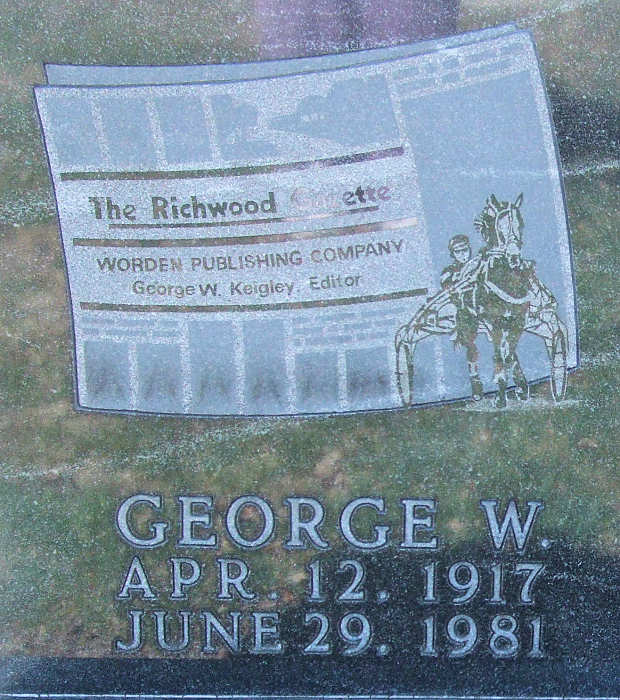 The Richwood Gazette
WORDEN PUBLISHING COMPANY
George W. Keigley, Editor
GEORGE W.
APR. 12. 1917
JUNE 29. 1981